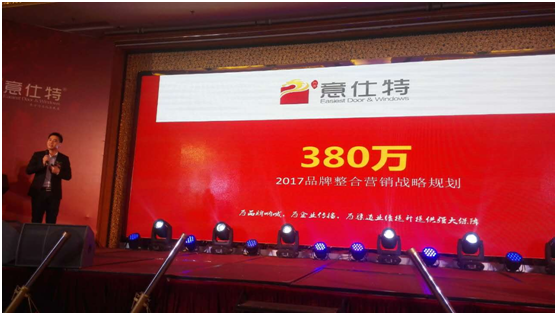 意仕特
意仕特
Easiest Door & Windows
380万
2017品牌整合营销战略规划